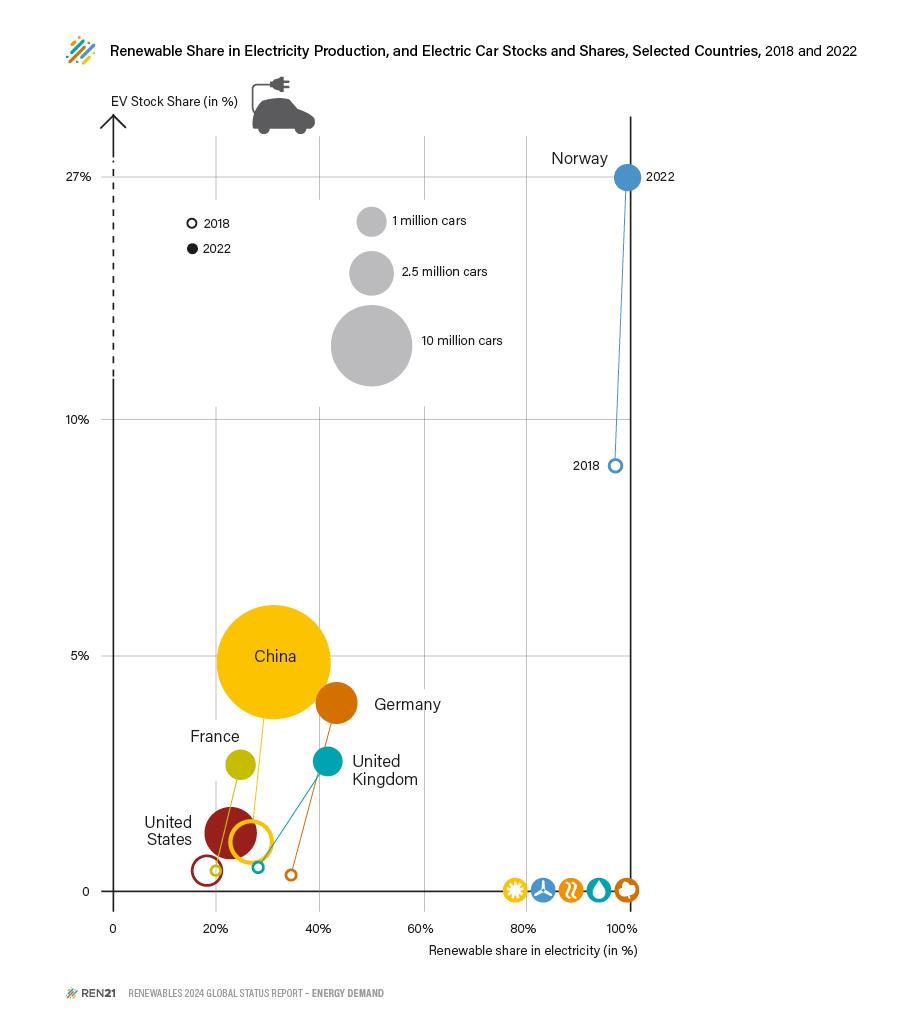 Renewable Share in Electricity Production, and Electric Car Stocks and Shares, Selected Countries, 2018 and 2022
EV Stock Share (in %)
Norway
27%
2022
2018
1 million cars
2022
2.5 million cars
10 million cars
10%
2018
5%
China
Germany
France
United
Kingdom
United
States
0
0
20%
40%
60%
80%
100%
Renewable share in electricity (in %)
REN21 RENEWABLES 2024 GLOBAL STATUS REPORT – ENERGY DEMAND